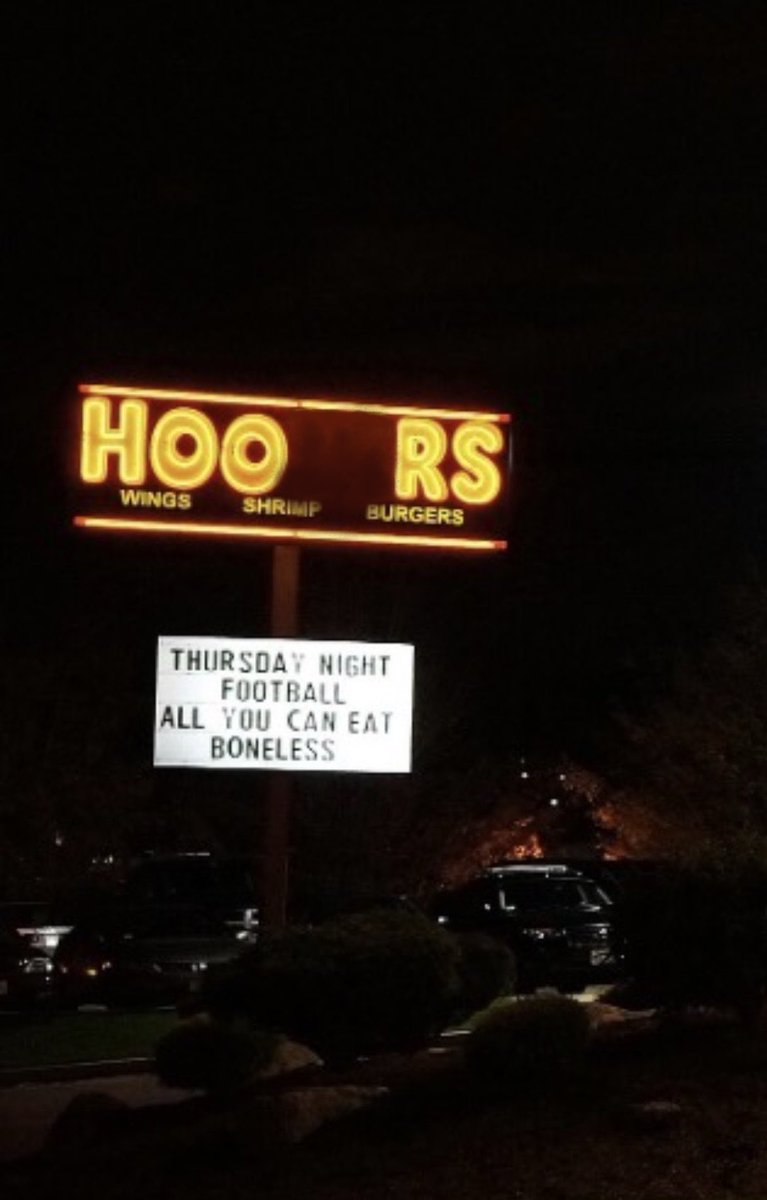 HOO RS
WINGS SHRIMP BURGERS
THURSDAY NIGHT
FOOTBALL
ALL YOU CAN EAT
BONELESS